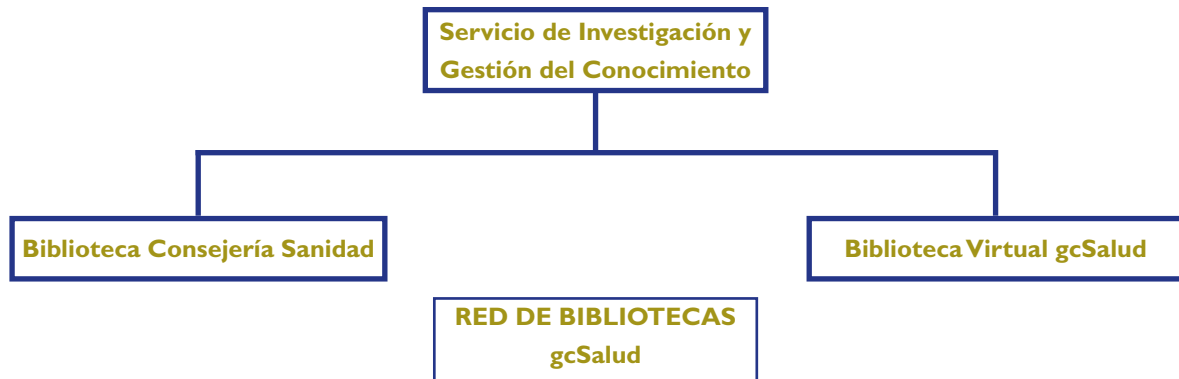 Servicio de Investigación y
Gestión del Conocimiento
Biblioteca Consejería Sanidad
Biblioteca Virtual gcSalud
RED DE BIBLIOTECAS
gcSalud